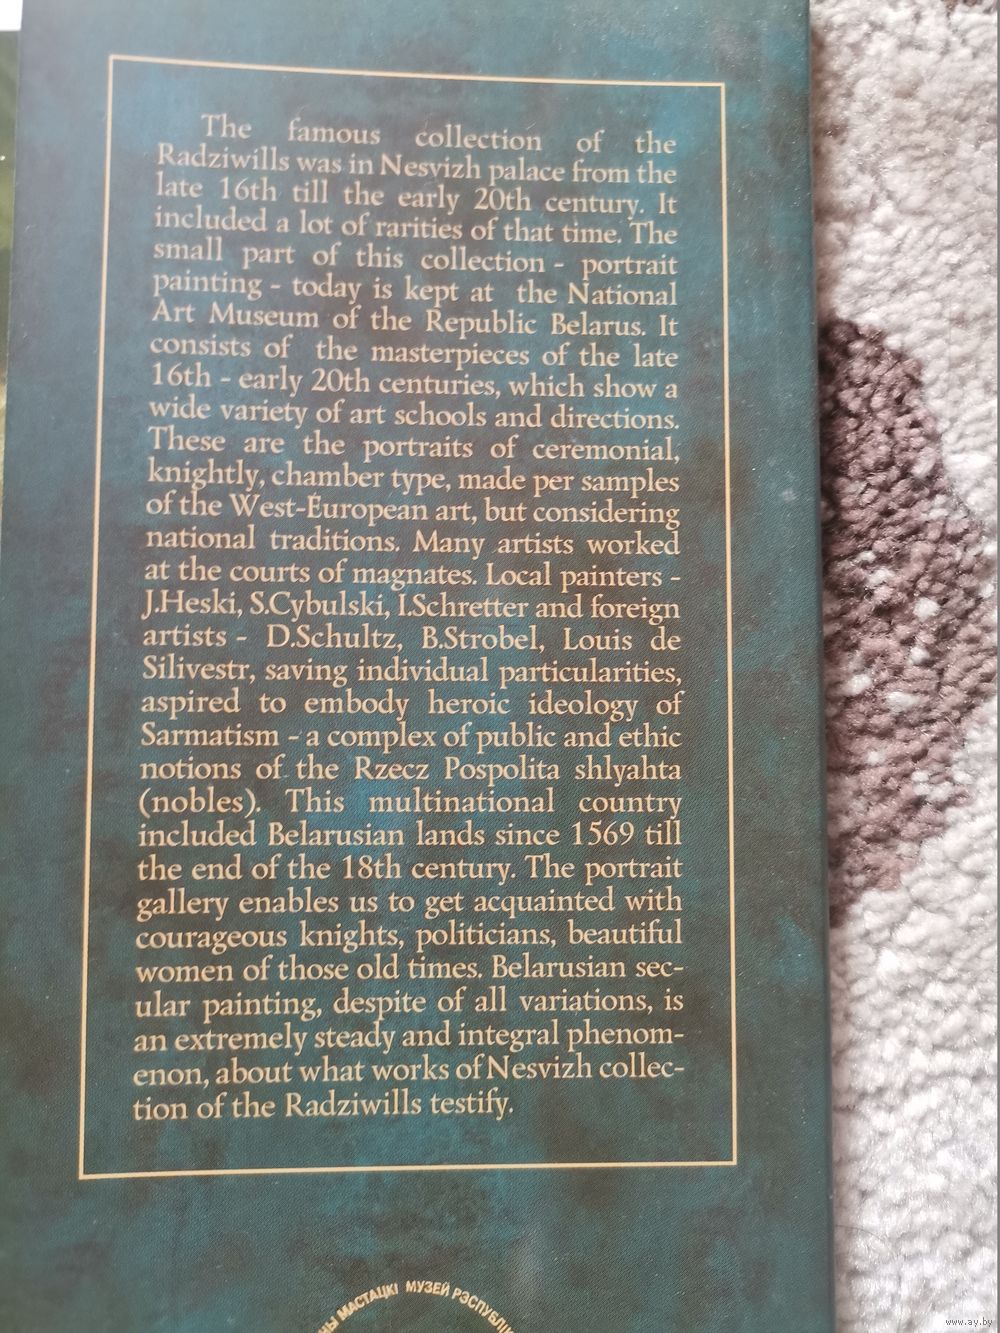 The famous collection of the
Radziwills was in Nesvizh palace from the
late 16th till the early 20th century. It
included a lot of rarities of that time. The
small part of this collection - portrait
painting - today is kept at the National
Art Museum of the Republic Belarus. It
consists of the masterpieces of the late
16th - early 20th centuries, which show a
wide variety of art schools and directions.
These are the portraits of ceremonial,
knightly, chamber type, made per samples
of the West-European art, but considering
national traditions. Many artists worked
at the courts of magnates. Local painters -
J.Heski, S.Cybulski, I.Schretter and foreign
artists - D.Schultz, B.Strobel, Louis de
Silivestr, saving individual particularities,
aspired to embody heroic ideology of
Sarmatism - a complex of public and ethic
notions of the Rzecz Pospolita shlyahta
(nobles). This multinational country
included Belarusian lands since 1569 till
the end of the 18th century. The portrait
gallery enables us to get acquainted with
courageous knights, politicians, beautiful
women of those old times. Belarusian sec-
ular painting, despite of all variations, is
an extremely steady and integral phenom-
enon, about what works of Nesvizh collec-
tion of the Radziwills testify.
МАСТАЦКІ МУЗЕЙ
www.ay.by